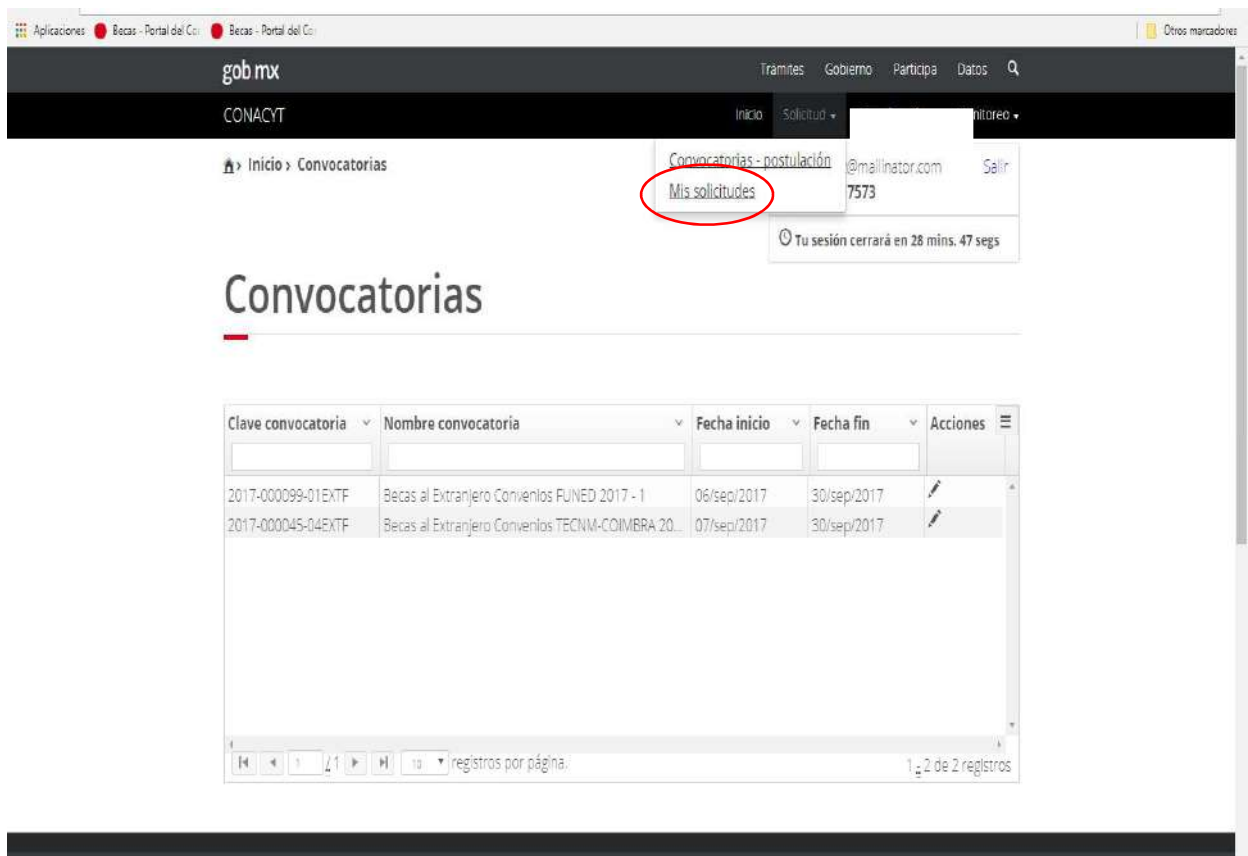 Aplicaciones Becas - Portal del Co Becas - Portal del Co Otros marcadores
gob mx Trámites Gobierno Participa Datos
CONACYT Inicio Solicitud nitoreo
Inicio › Convocatorias
Convocatorias - postulación @mailinator.com Salir
Mis solicitudes 7573
Tu sesión cerrará en 28 mins. 47 segs
Convocatorias
Clave convocatoria Nombre convocatoria Fecha inicio Fecha fin Acciones
2017-000099-01EXTF Becas al Extranjero Convenios FUNED 2017 - 1 06/sep/2017 30/sep/2017
2017-000045-04EXTF Becas al Extranjero Convenios TECNM-COIMBRA 20... 07/sep/2017 30/sep/2017
1 / 1 10 registros por página. 1 - 2 de 2 registros